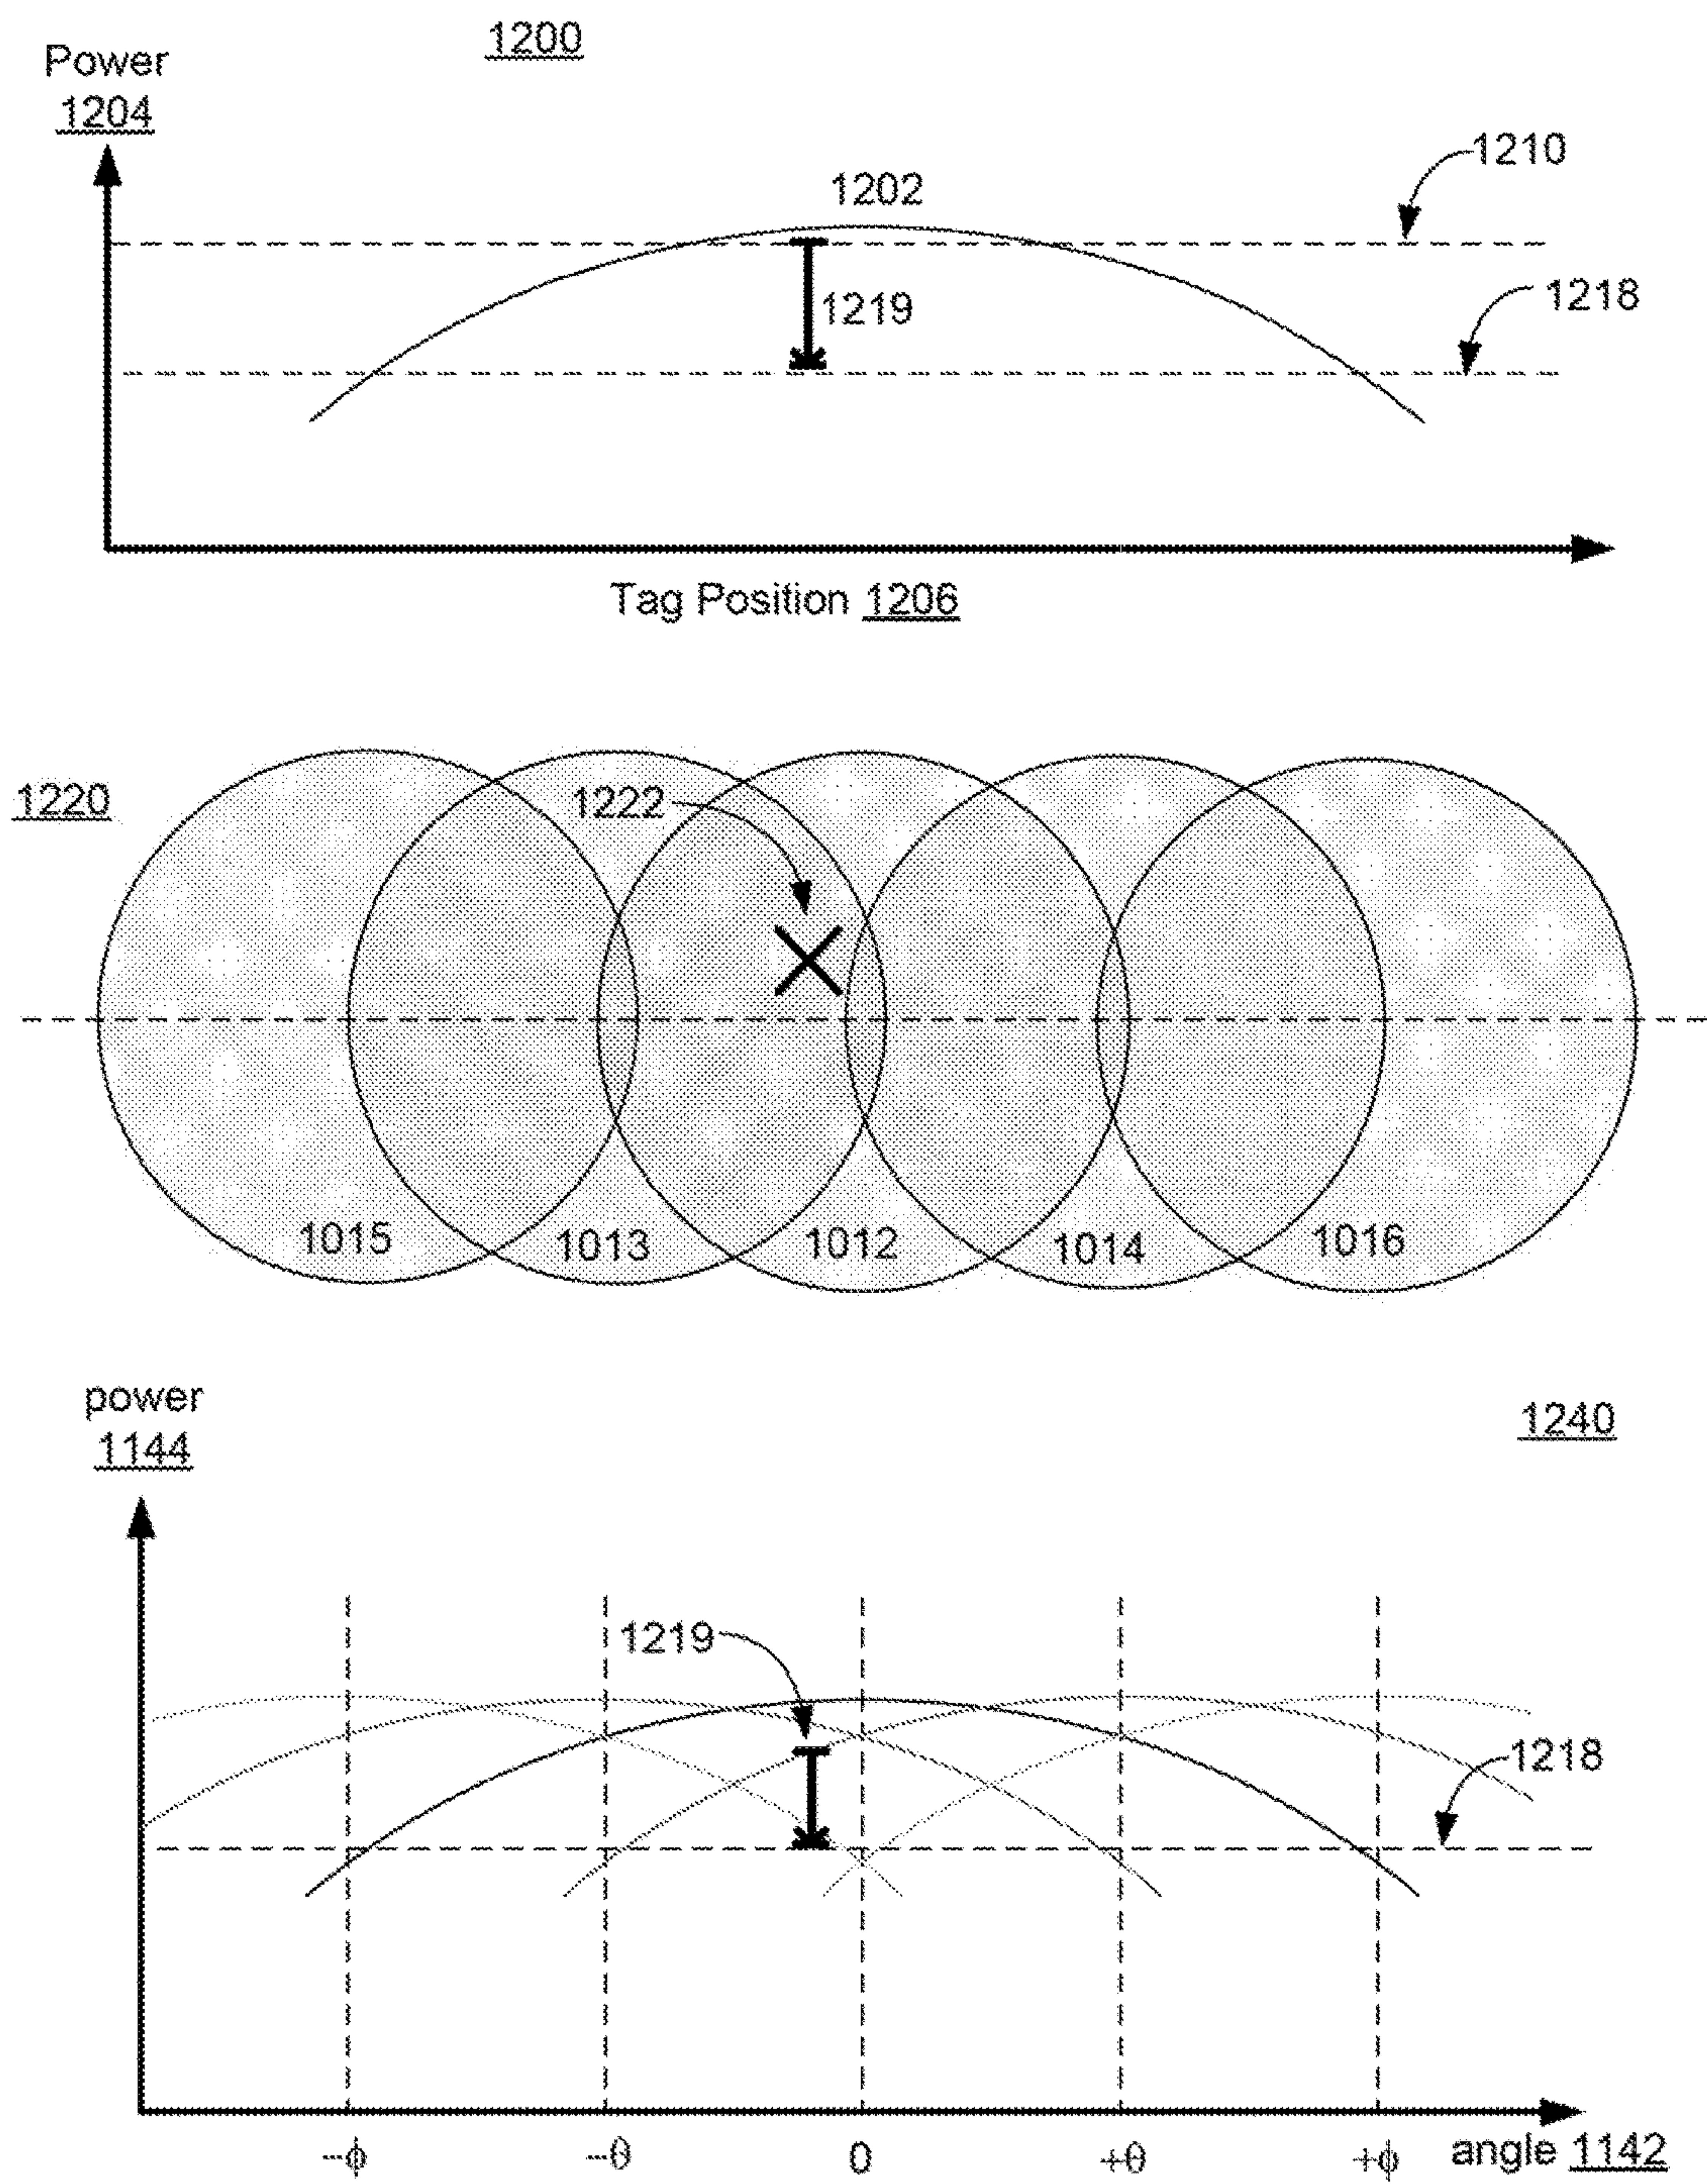 1200
Power
1204
1210
1202
1219
1218
Tag Position 1206
1220
1222
1015
1013
1012
1014
1016
power
1144
1240
1219
1218
-ϕ
-θ
0
+θ
+ϕ
angle 1142